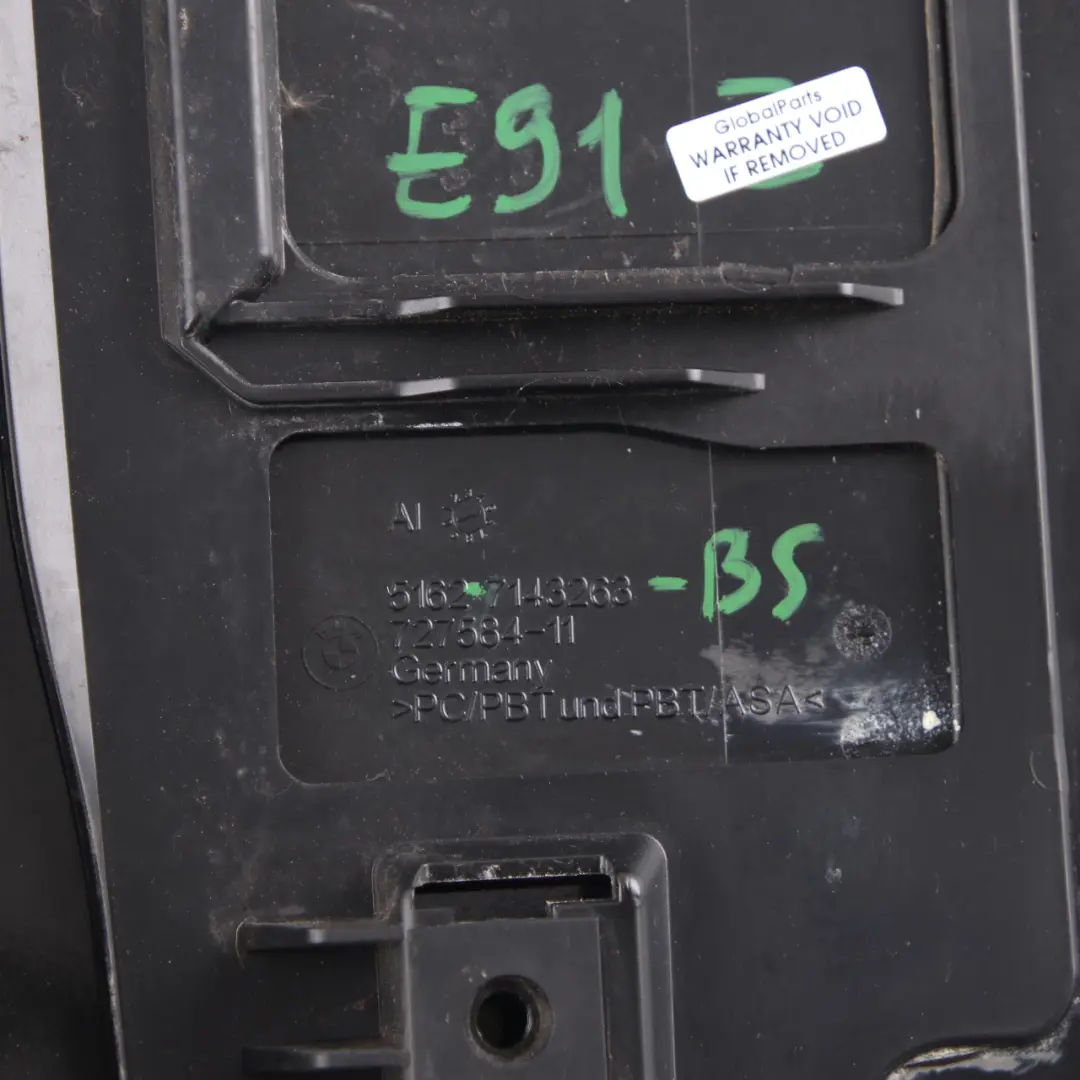 E91
GlobalParts
WARRANTY VOID
IF REMOVED
AI
5162-7143263 -BS
727584-11
Germany
>PC/PBT und PBT/ASA<